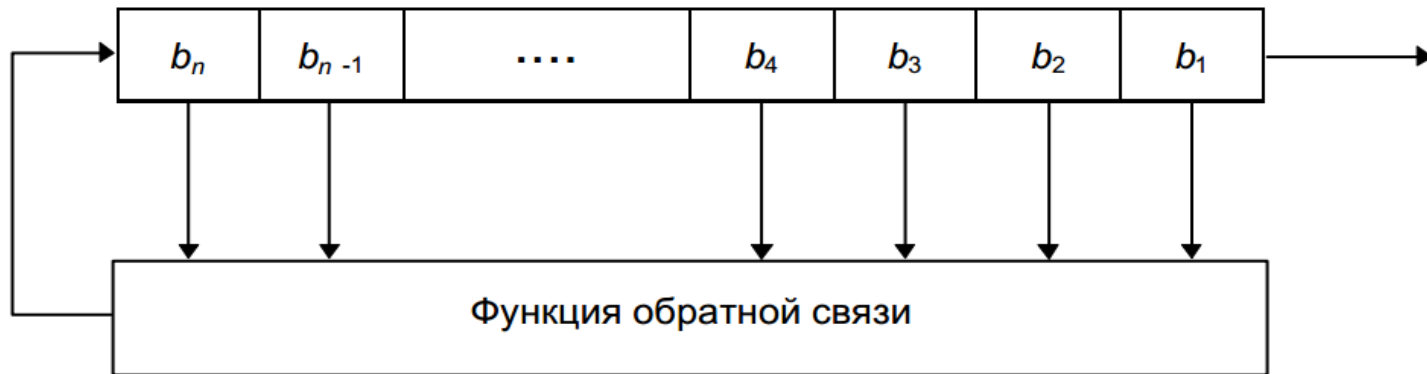 bₙ bₙ₋₁ .... b₄ b₃ b₂ b₁
Функция обратной связи